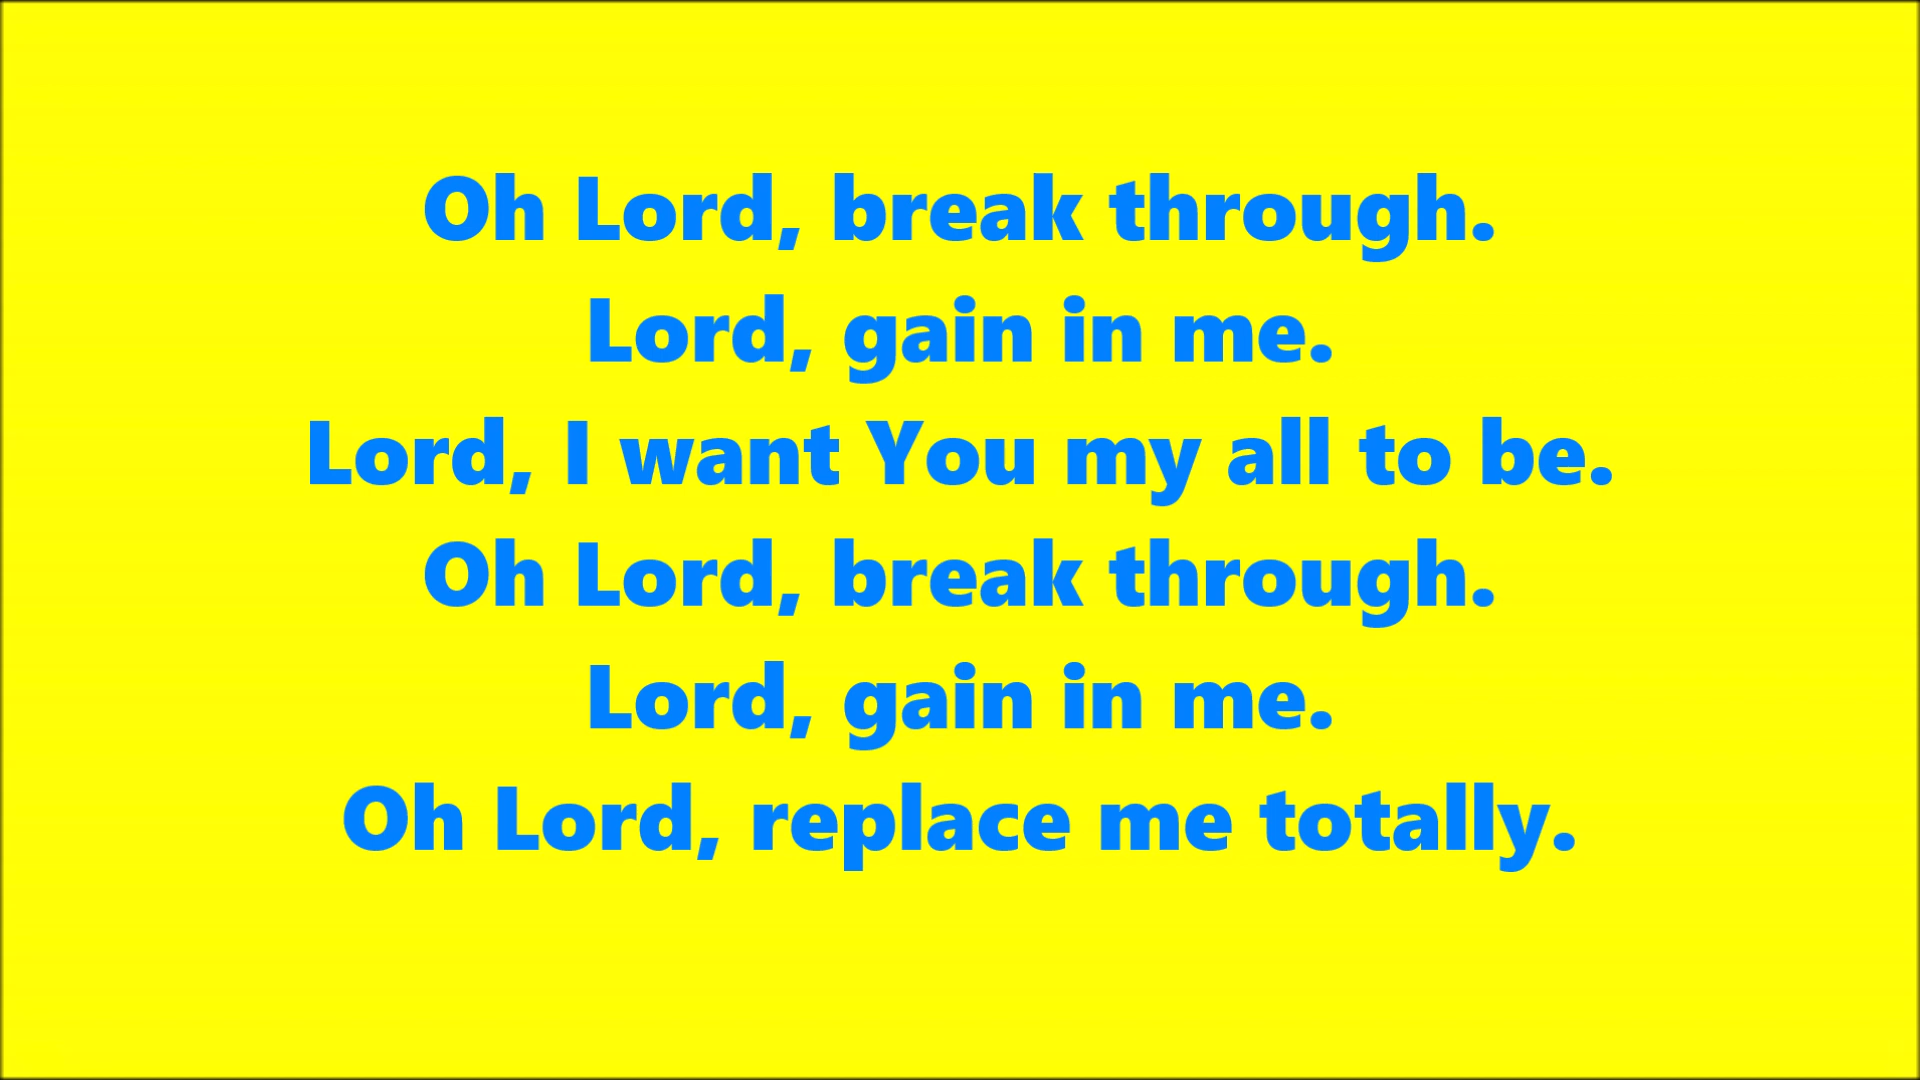 Oh Lord, break through.
Lord, gain in me.
Lord, I want You my all to be.
Oh Lord, break through.
Lord, gain in me.
Oh Lord, replace me totally.